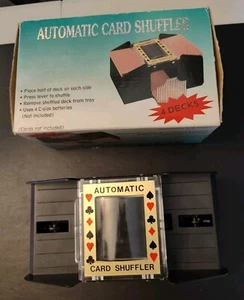 AUTOMATIC CARD SHUFFLER
• Place half of deck on each side
• Press lever to shuffle
• Remove shuffled deck from tray
• Uses 4 C size batteries
(Not Included)
(Cards not Included)
4 DECKS
AUTOMATIC
CARD SHUFFLER